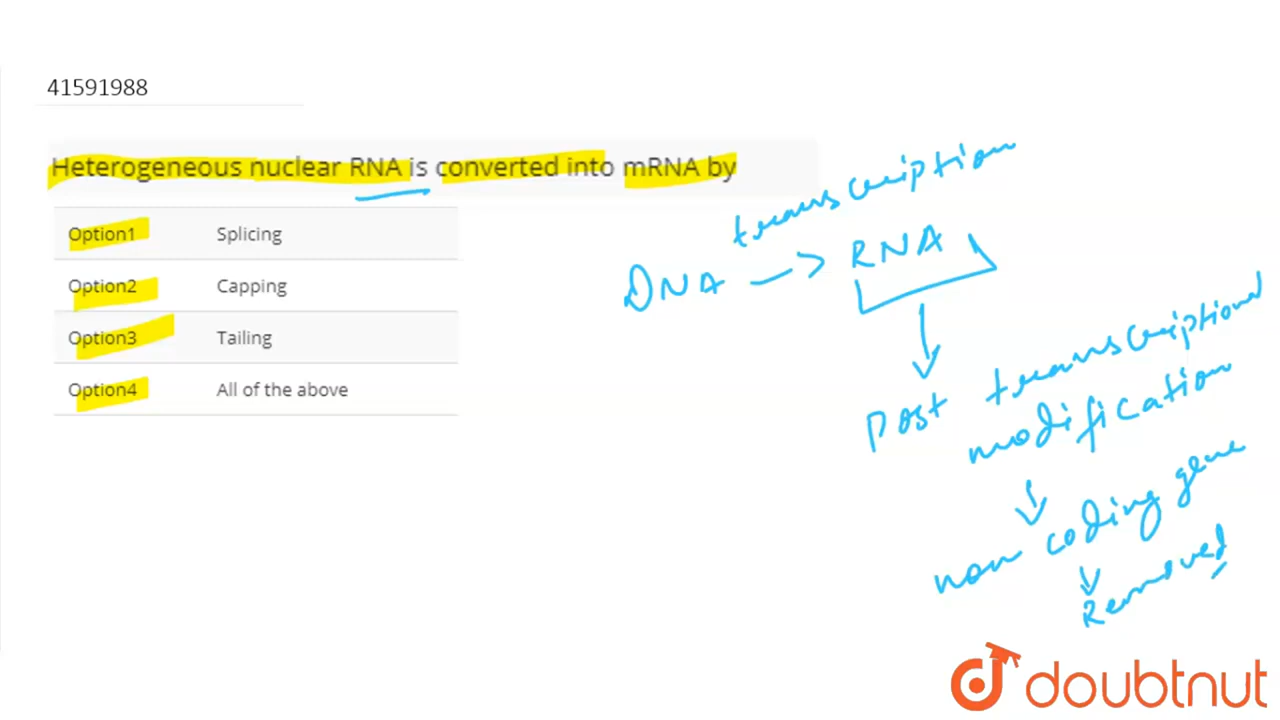 41591988
Heterogeneous nuclear RNA is converted into mRNA by
Option1 Splicing
Option2 Capping
Option3 Tailing
Option4 All of the above
transcription
DNA -> RNA
Post transcriptional
modification
non coding gene
Removed
doubtnut